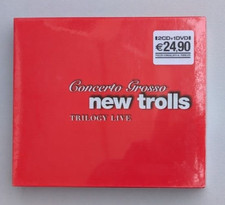 2CD+1DVD
€24,90
Concerto Grosso
new trolls
TRILOGY LIVE